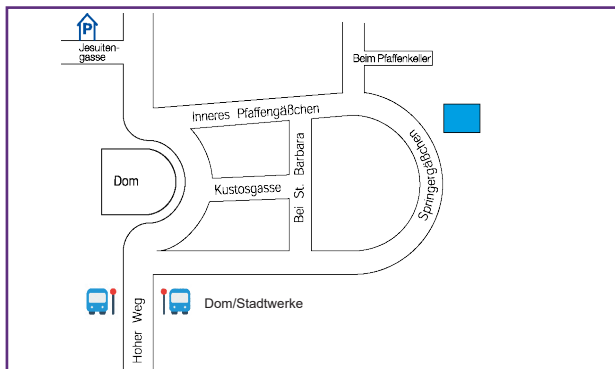 P
Jesuiten-
gasse
Beim Pfaffenkeller
Inneres Pfaffengäßchen
Springergäßchen
Bei St. Barbara
Dom
Kustosgasse
Dom/Stadtwerke
Hoher Weg